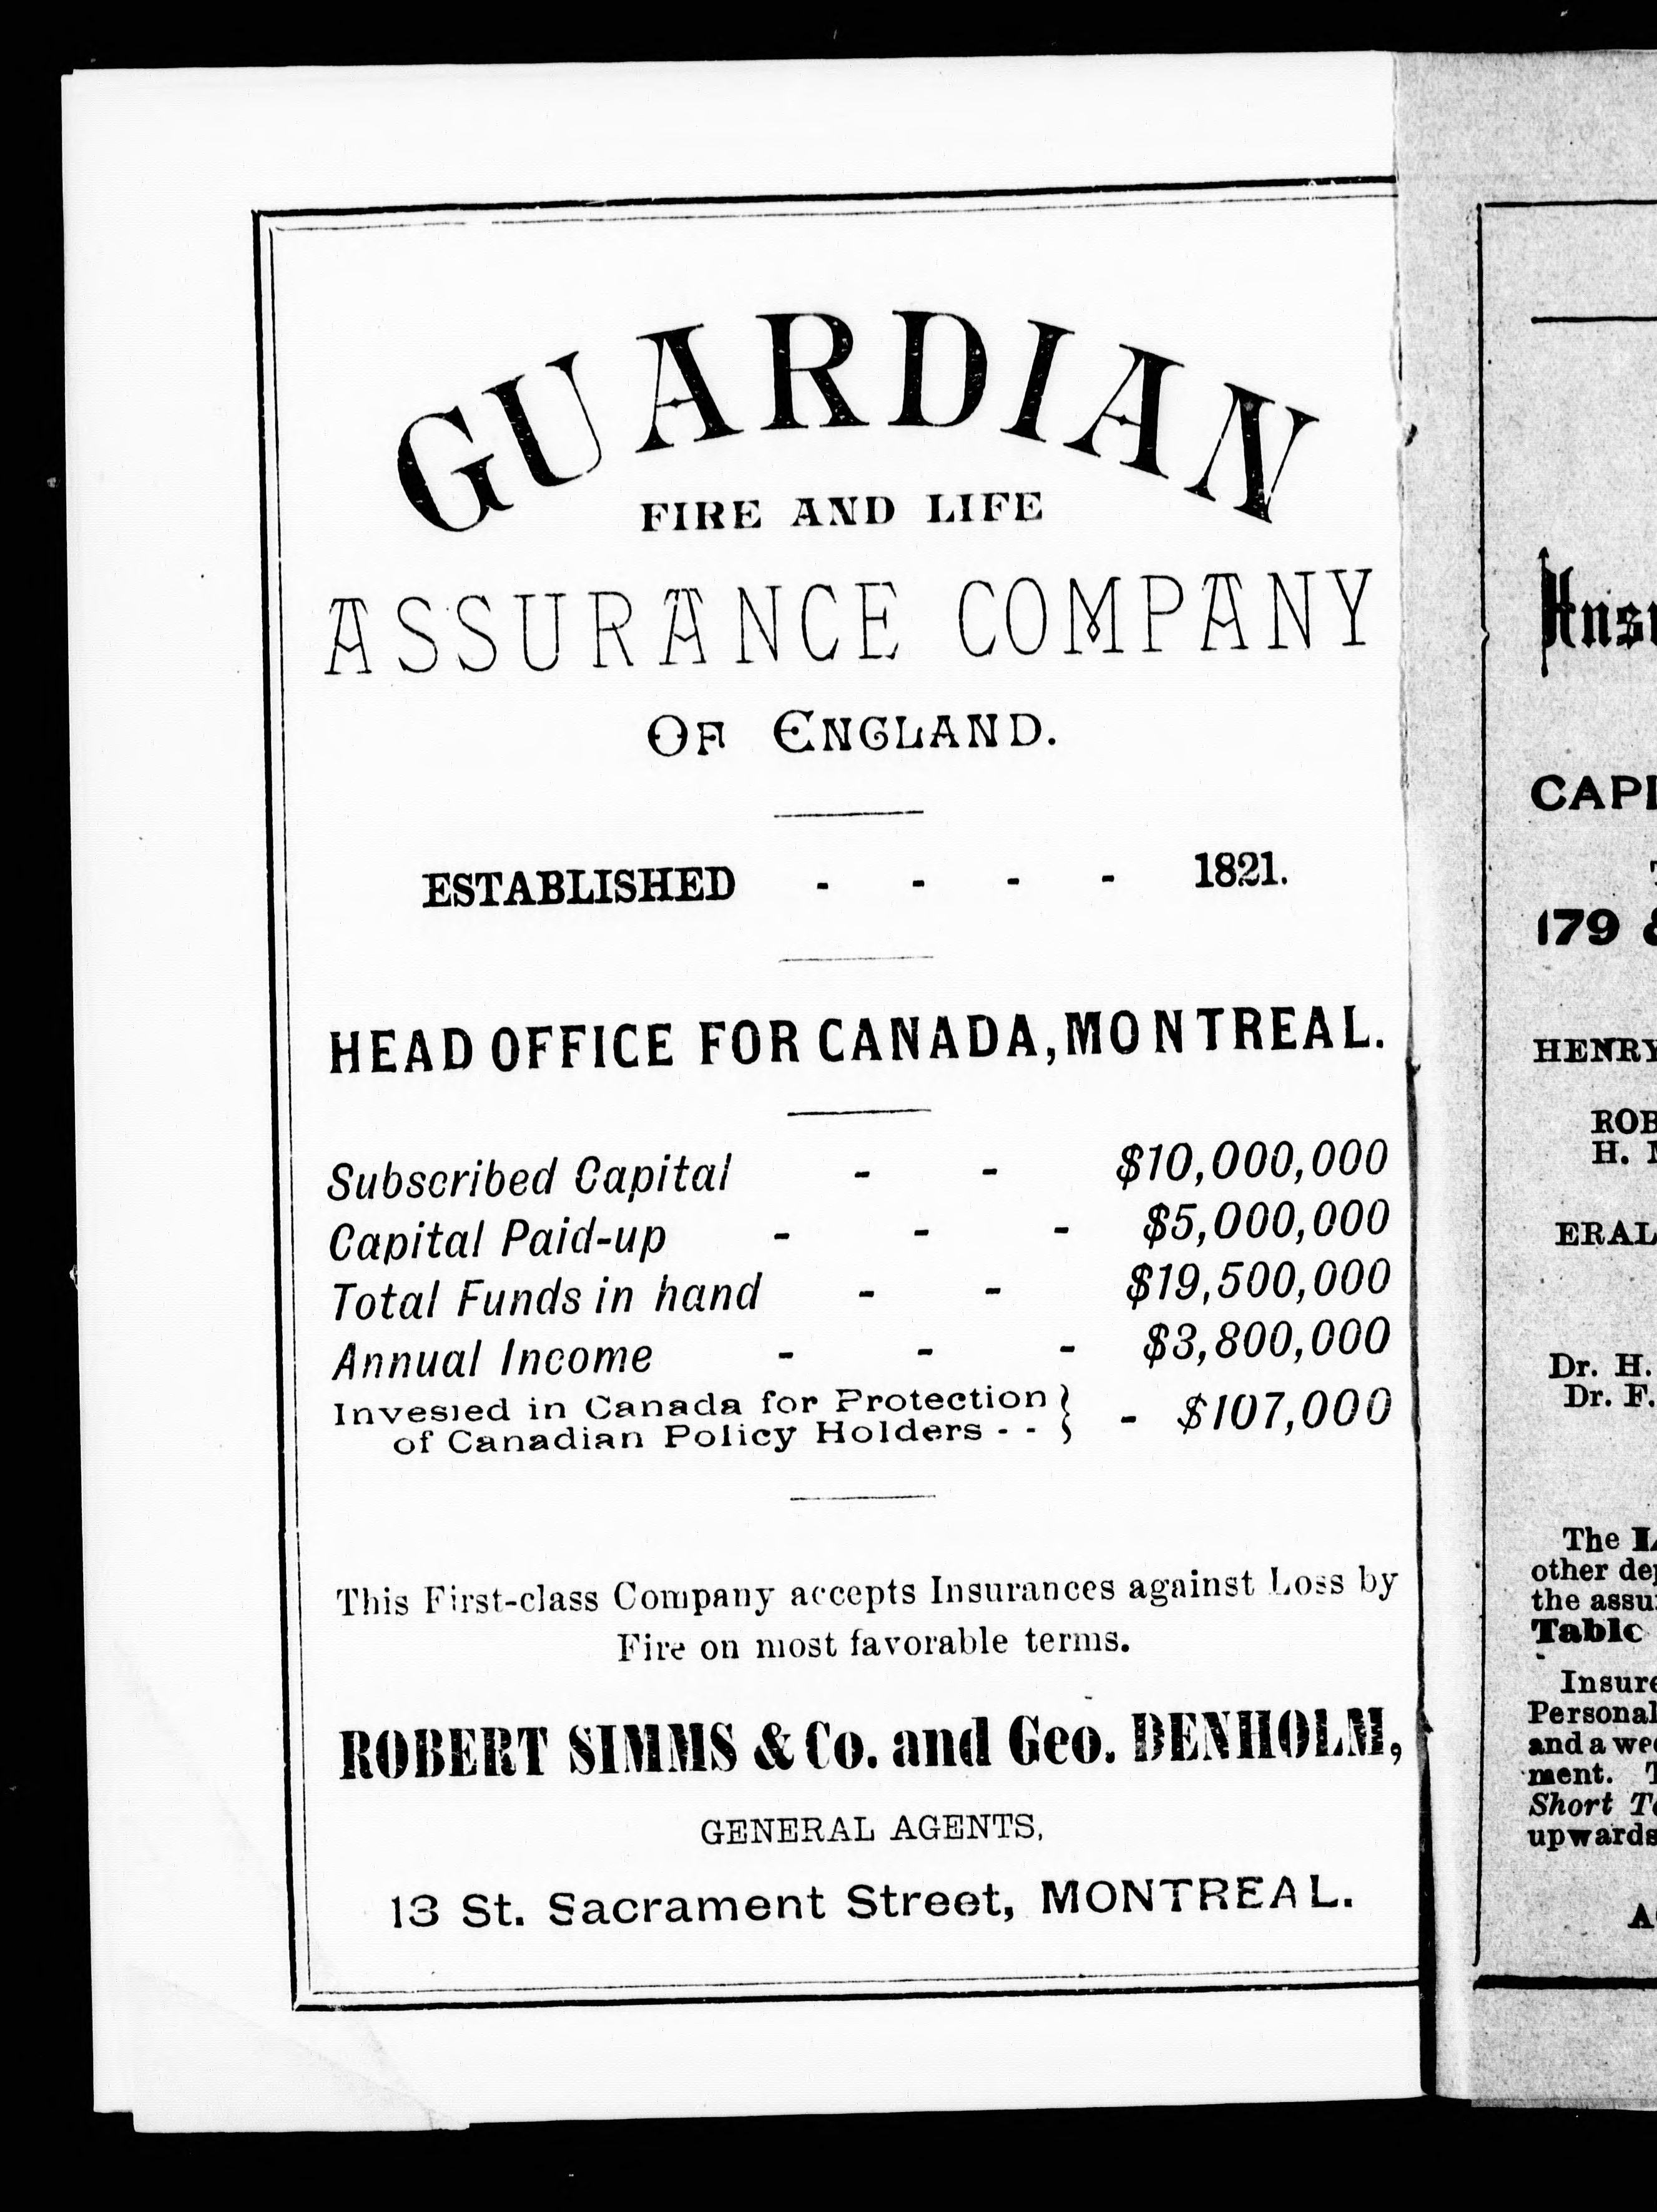 GUARDIAN
FIRE AND LIFE
ASSURANCE COMPANY
OF ENGLAND.
ESTABLISHED - - - - 1821.
HEAD OFFICE FOR CANADA, MONTREAL.
Subscribed Capital - - $10,000,000
Capital Paid-up - - - $5,000,000
Total Funds in hand - - $19,500,000
Annual Income - - - $3,800,000
Invested in Canada for Protection
of Canadian Policy Holders - - } - $107,000
This First-class Company accepts Insurances against Loss by
Fire on most favorable terms.
ROBERT SIMMS & Co. and Geo. DENHOLM,
GENERAL AGENTS,
13 St. Sacrament Street, MONTREAL.
CAPI
179 &
HENRY
ROB
H.
ERAL
Dr. H.
Dr. F.
The
other dep
the assu
Table
Insure
Personal
and a wee
ment.
Short Te
upwards